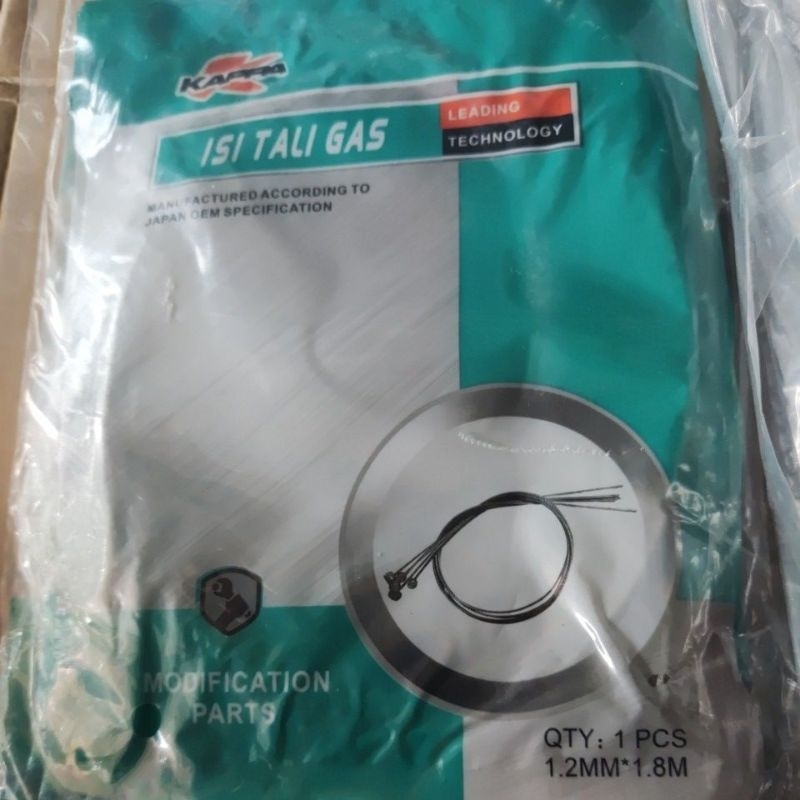 KAPPA
ISI TALI GAS
LEADING
TECHNOLOGY
MANUFACTURED ACCORDING TO
JAPAN OEM SPECIFICATION
MODIFICATION
PARTS
QTY: 1 PCS
1.2MM*1.8M